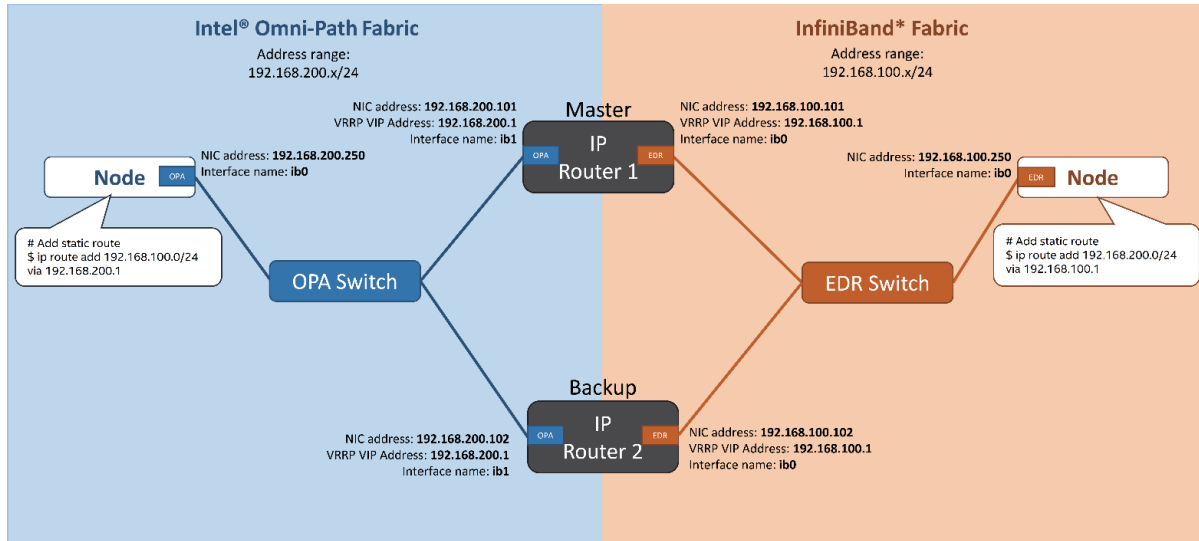 Intel® Omni-Path Fabric
Address range:
192.168.200.x/24
InfiniBand* Fabric
Address range:
192.168.100.x/24
NIC address: 192.168.200.101
VRRP VIP Address: 192.168.200.1
Interface name: ib1
Master
IP
Router 1
OPA
EDR
NIC address: 192.168.100.101
VRRP VIP Address: 192.168.100.1
Interface name: ib0
NIC address: 192.168.200.250
Interface name: ib0
Node
OPA
# Add static route
$ ip route add 192.168.100.0/24
via 192.168.200.1
NIC address: 192.168.100.250
Interface name: ib0
EDR
Node
# Add static route
$ ip route add 192.168.200.0/24
via 192.168.100.1
OPA Switch
EDR Switch
Backup
IP
Router 2
OPA
EDR
NIC address: 192.168.200.102
VRRP VIP Address: 192.168.200.1
Interface name: ib1
NIC address: 192.168.100.102
VRRP VIP Address: 192.168.100.1
Interface name: ib0